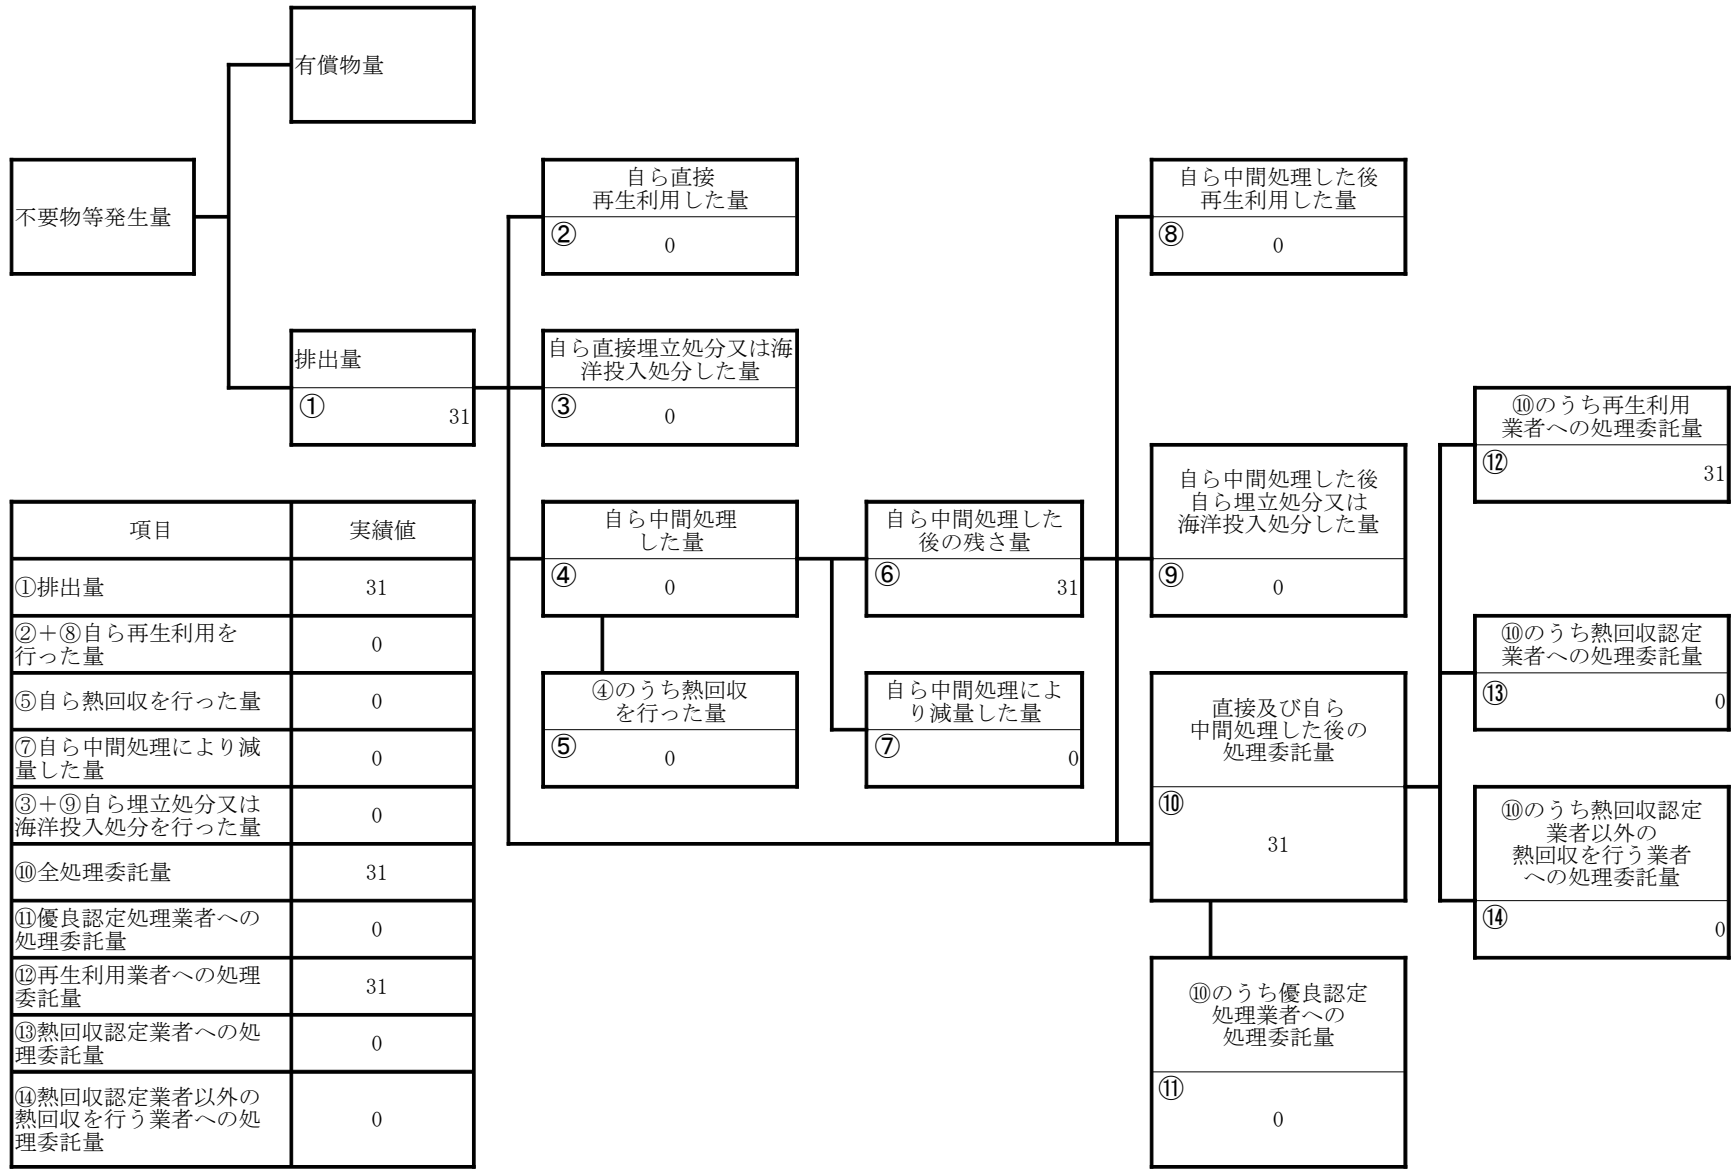 有償物量
不要物等発生量
排出量
①
31
自ら直接
再生利用した量
②
0
自ら直接埋立処分又は海
洋投入処分した量
③
0
自ら中間処理
した量
④
0
④のうち熱回収
を行った量
⑤
0
自ら中間処理した
後の残さ量
⑥
31
自ら中間処理によ
り減量した量
⑦
0
自ら中間処理した後
再生利用した量
⑧
0
自ら中間処理した後
自ら埋立処分又は
海洋投入処分した量
⑨
0
直接及び自ら
中間処理した後の
処理委託量
⑩
31
⑩のうち優良認定
処理業者への
処理委託量
⑪
0
⑩のうち再生利用
業者への処理委託量
⑫
31
⑩のうち熱回収認定
業者への処理委託量
⑬
0
⑩のうち熱回収認定
業者以外の
熱回収を行う業者
への処理委託量
⑭
0
項目 実績値
①排出量 31
②＋⑧自ら再生利用を
行った量 0
⑤自ら熱回収を行った量 0
⑦自ら中間処理により減
量した量 0
③＋⑨自ら埋立処分又は
海洋投入処分を行った量 0
⑩全処理委託量 31
⑪優良認定処理業者への
処理委託量 0
⑫再生利用業者への処理
委託量 31
⑬熱回収認定業者への処
理委託量 0
⑭熱回収認定業者以外の
熱回収を行う業者への処
理委託量 0